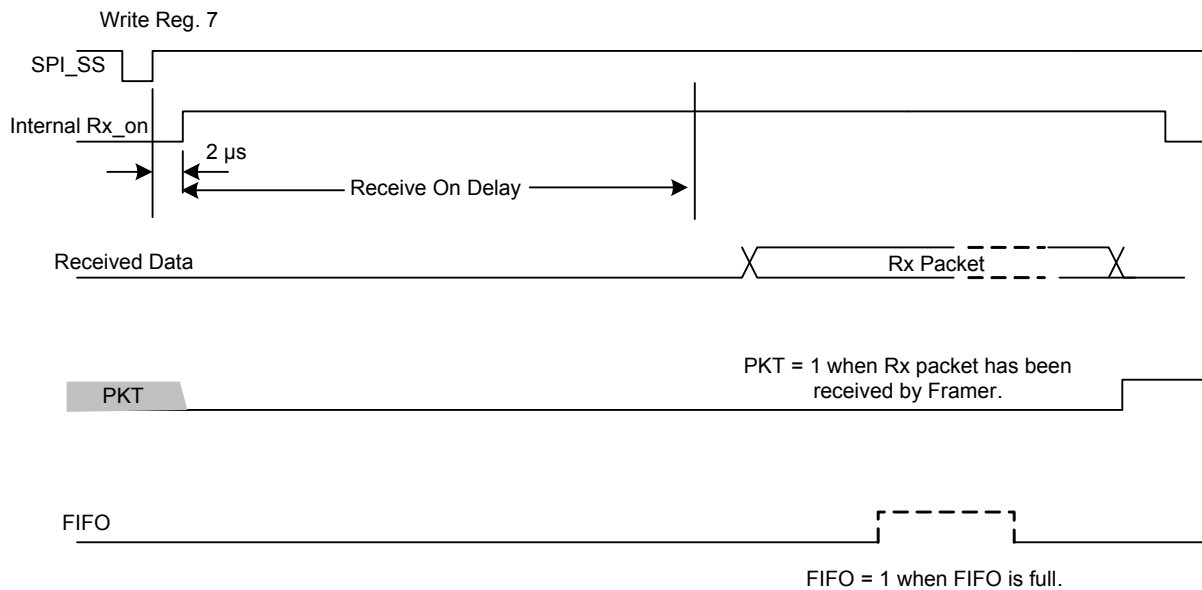 Write Reg. 7
SPI_SS
Internal Rx_on
2 µs
Receive On Delay
Received Data
Rx Packet
PKT = 1 when Rx packet has been
received by Framer.
PKT
FIFO
FIFO = 1 when FIFO is full.